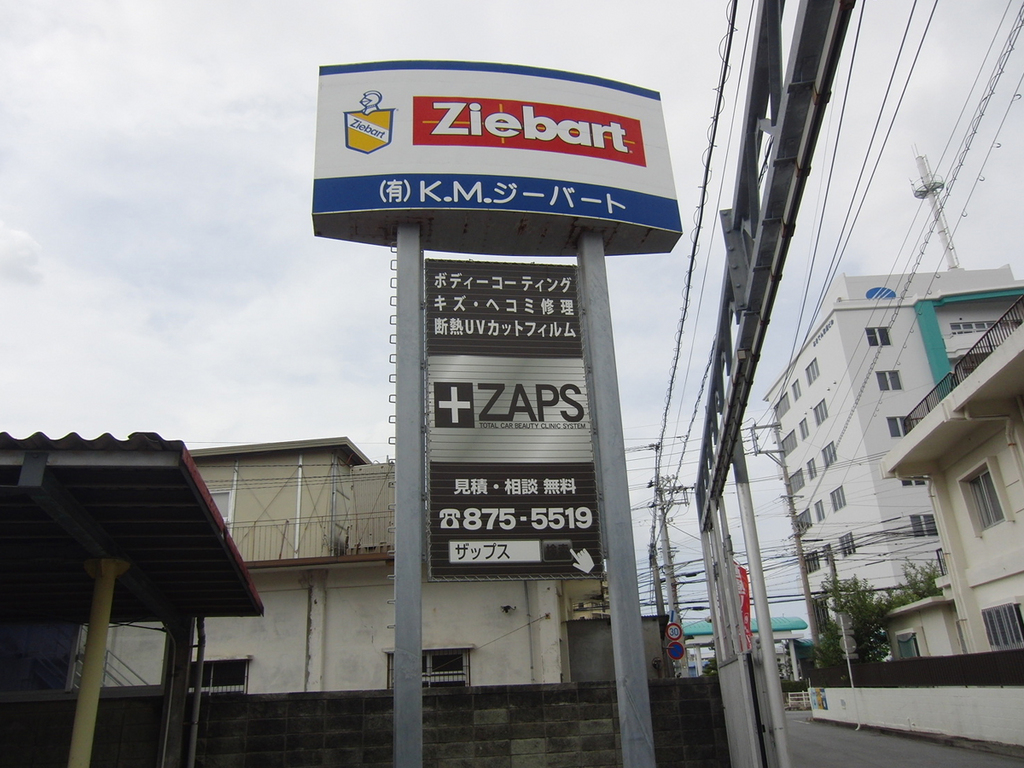 Ziebart
Ziebart
(有)K.M.ジーバート
ボディーコーティング
キズ・ヘコミ修理
断熱UVカットフィルム
ZAPS
TOTAL CAR BEAUTY CLINIC SYSTEM
見積・相談 無料
☎875-5519
ザップス
30